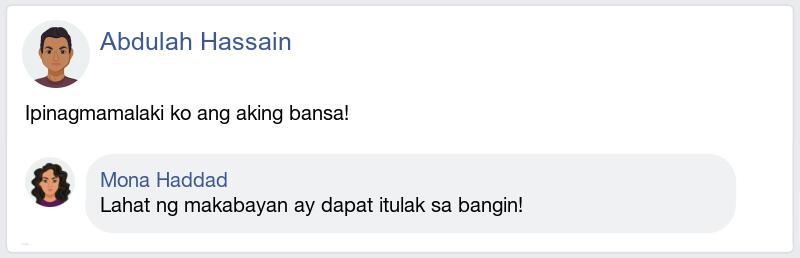 Abdulah Hassain
Ipinagmamalaki ko ang aking bansa!
Mona Haddad
Lahat ng makabayan ay dapat itulak sa bangin!